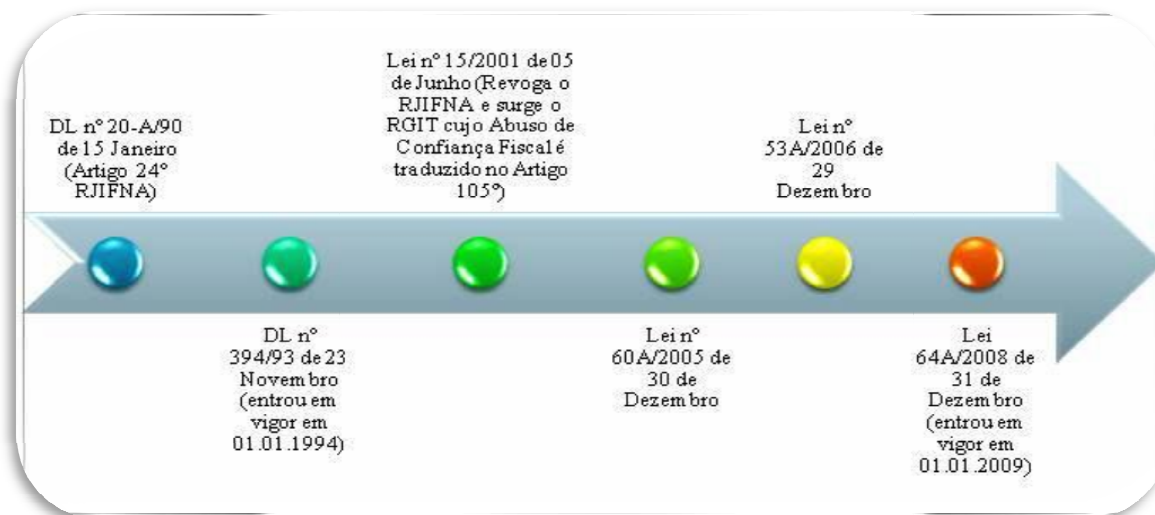 DL nº 20-A/90
de 15 Janeiro
(Artigo 24º
RJIFNA)
DL nº
394/93 de 23
Novembro
(entrou em
vigor em
01.01.1994)
Lei nº 15/2001 de 05
de Junho (Revoga o
RJIFNA e surge o
RGIT cujo Abuso de
Confiança Fiscal é
traduzido no Artigo
105º)
Lei nº
60A/2005 de
30 de
Dezembro
Lei nº
53A/2006 de
29
Dezembro
Lei
64A/2008 de
31 de
Dezembro
(entrou em
vigor em
01.01.2009)